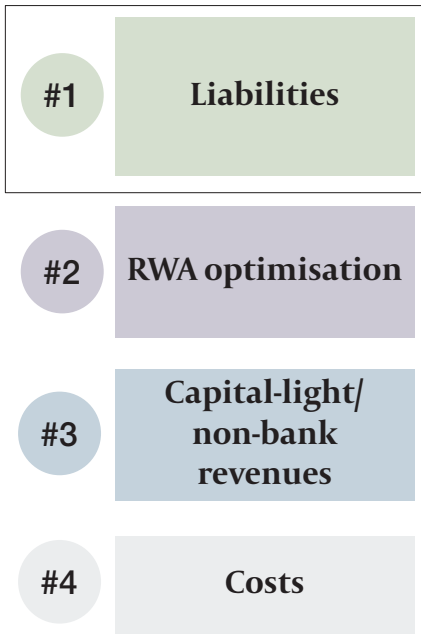 #1
Liabilities
#2
RWA optimisation
#3
Capital-light/
non-bank
revenues
#4
Costs